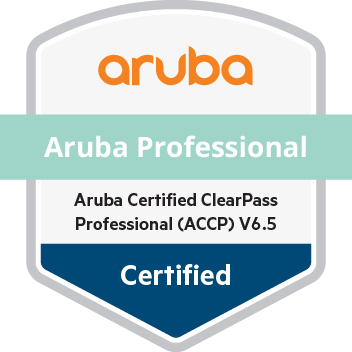 aruba
Aruba Professional
Aruba Certified ClearPass
Professional (ACCP) V6.5
Certified